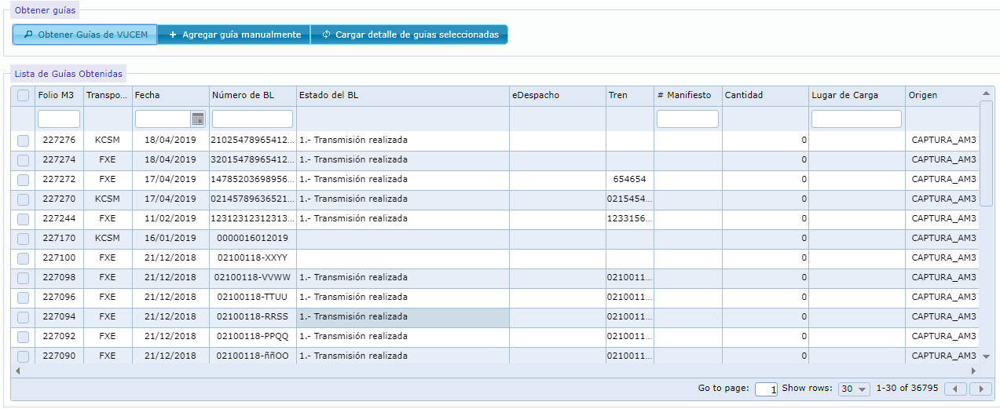 Obtener guías
Obtener Guías de VUCEM + Agregar guía manualmente Cargar detalle de guias seleccionadas
Lista de Guías Obtenidas
Folio M3 Transpo... Fecha Número de BL Estado del BL eDespacho Tren # Manifiesto Cantidad Lugar de Carga Origen
227276 KCSM 18/04/2019 21025478965412... 1.- Transmisión realizada 0 CAPTURA_AM3
227274 FXE 18/04/2019 32015478965412... 1.- Transmisión realizada 0 CAPTURA_AM3
227272 FXE 17/04/2019 14785203698956... 1.- Transmisión realizada 654654 0 CAPTURA_AM3
227270 KCSM 17/04/2019 02145789636521... 1.- Transmisión realizada 0215454... 0 CAPTURA_AM3
227244 FXE 11/02/2019 12312312312313... 1.- Transmisión realizada 1233156... 0 CAPTURA_AM3
227170 KCSM 16/01/2019 0000016012019 0 CAPTURA_AM3
227100 FXE 21/12/2018 02100118-XXYY 0 CAPTURA_AM3
227098 FXE 21/12/2018 02100118-VVWW 1.- Transmisión realizada 0210011... 0 CAPTURA_AM3
227096 FXE 21/12/2018 02100118-TTUU 1.- Transmisión realizada 0210011... 0 CAPTURA_AM3
227094 FXE 21/12/2018 02100118-RRSS 1.- Transmisión realizada 0210011... 0 CAPTURA_AM3
227092 FXE 21/12/2018 02100118-PPQQ 1.- Transmisión realizada 0210011... 0 CAPTURA_AM3
227090 FXE 21/12/2018 02100118-ññOO 1.- Transmisión realizada 0210011... 0 CAPTURA_AM3
Go to page: 1 Show rows: 30 1-30 of 36795